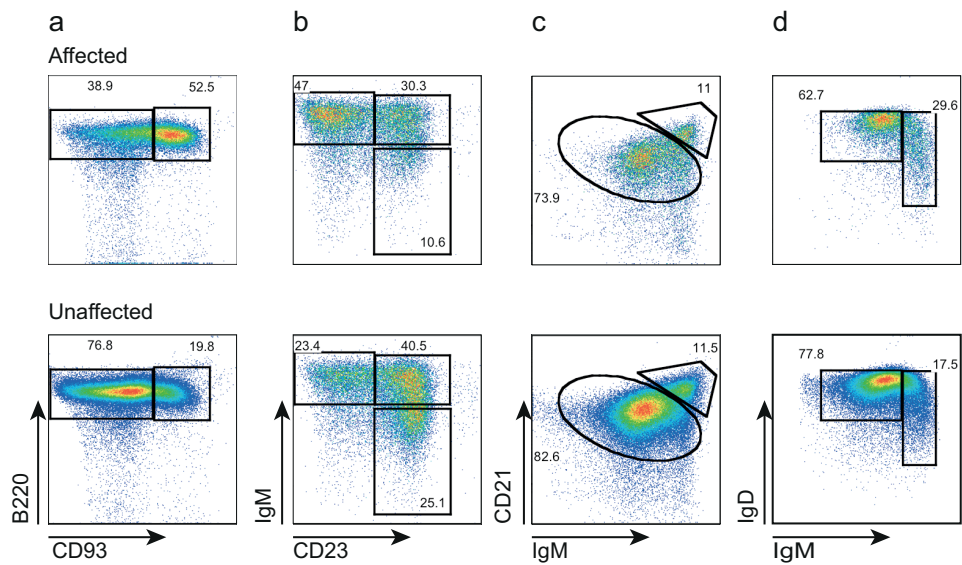 a b c d
Affected
38.9 52.5
47 30.3
10.6
11
73.9
62.7 29.6
Unaffected
76.8 19.8
23.4 40.5
25.1
11.5
82.6
77.8 17.5
B220
CD93
IgM
CD23
CD21
IgM
IgD
IgM